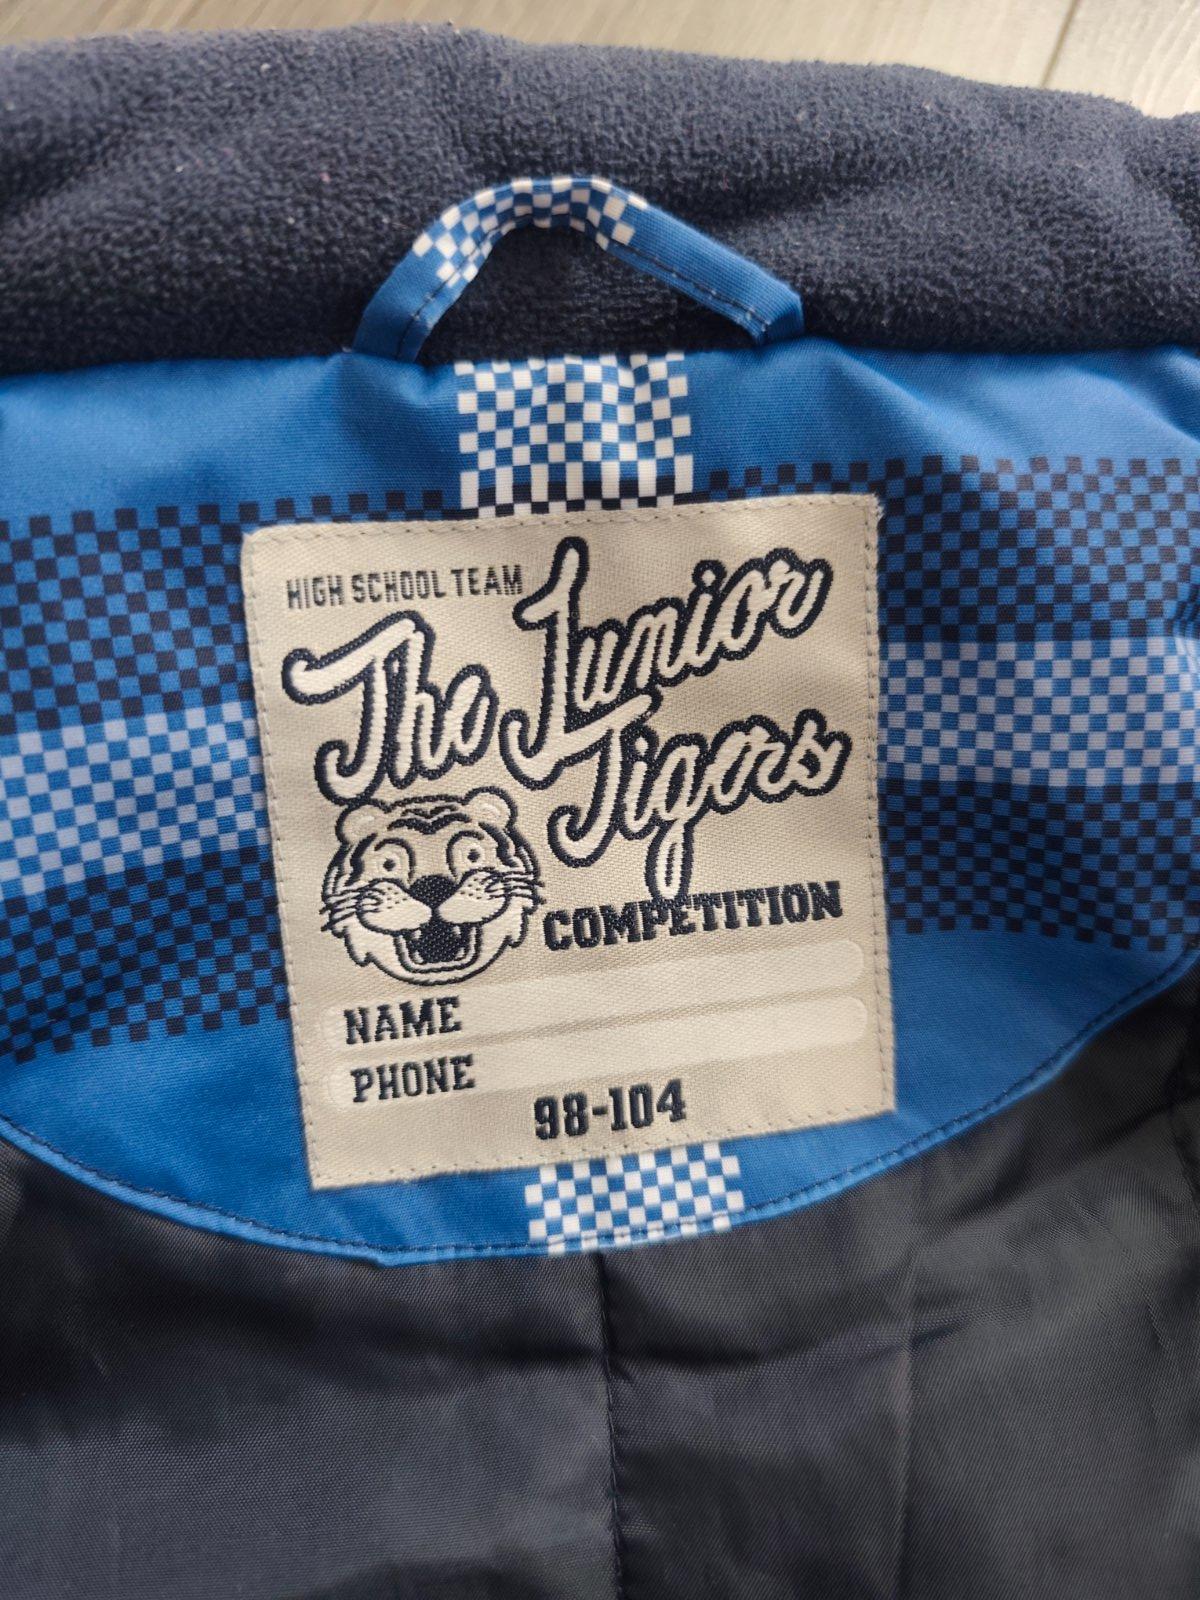 HIGH SCHOOL TEAM
The Junior
Tigers
COMPETITION
NAME
PHONE
98-104